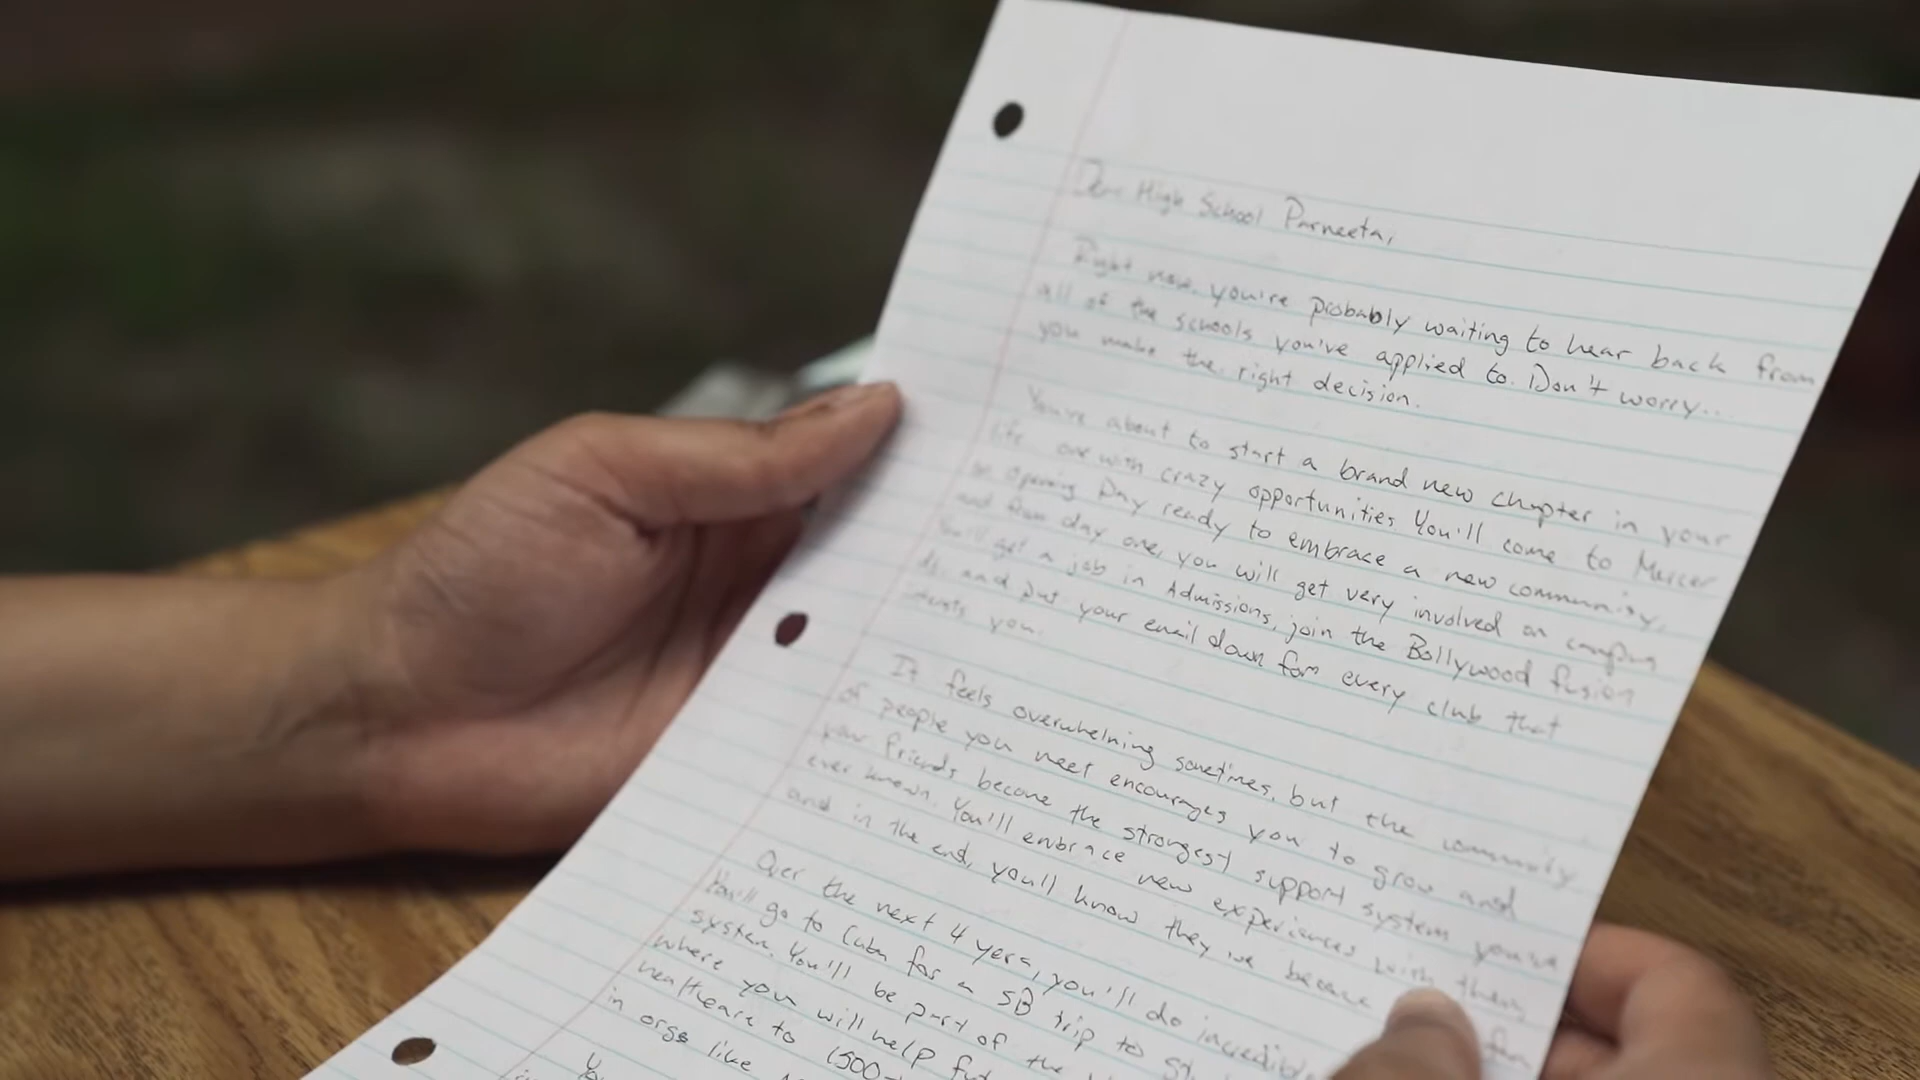 Dear High School Parneeta,
Right now, you're probably waiting to hear back from
all of the schools you've applied to. Don't worry...
you make the right decision.
You're about to start a brand new chapter in your
life one with crazy opportunities. You'll come to Mercer
on Opening Day ready to embrace a new community,
and from day one, you will get very involved on campus
You'll get a job in Admissions, join the Bollywood fusion
and put your email down for every club that
you.
It feels overwhelming sometimes, but the community
of people you meet encourages you to grow and
your friends become the strongest support system you've
ever known. You'll embrace new experiences with them,
and in the end, you'll know they've become
Over the next 4 years, you'll do incredible
You'll go to Cuba for a SB trip to
system. You'll be part of the
where you will help
healthcare to 1500
in orgs like